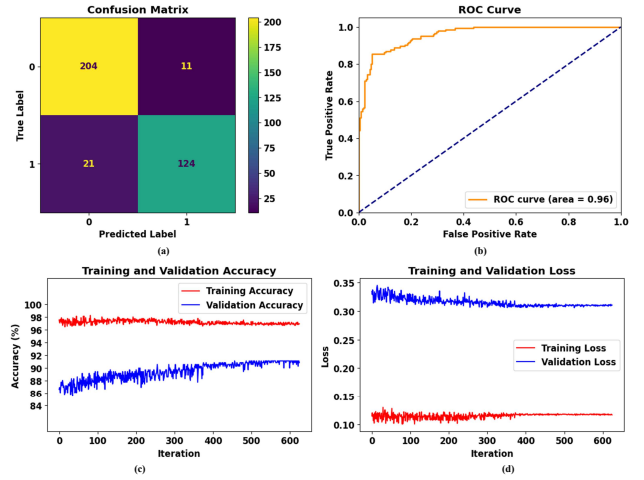 Confusion Matrix
True Label
0
1
204
11
21
124
0
1
Predicted Label
200
175
150
125
100
75
50
25
(a)
ROC Curve
True Positive Rate
1.0
0.8
0.6
0.4
0.2
0.0
ROC curve (area = 0.96)
0.0
0.2
0.4
0.6
0.8
1.0
False Positive Rate
(b)
Training and Validation Accuracy
Accuracy (%)
100
98
96
94
92
90
88
86
84
Training Accuracy
Validation Accuracy
0
100
200
300
400
500
600
Iteration
(c)
Training and Validation Loss
Loss
0.35
0.30
0.25
0.20
0.15
0.10
Training Loss
Validation Loss
0
100
200
300
400
500
600
Iteration
(d)